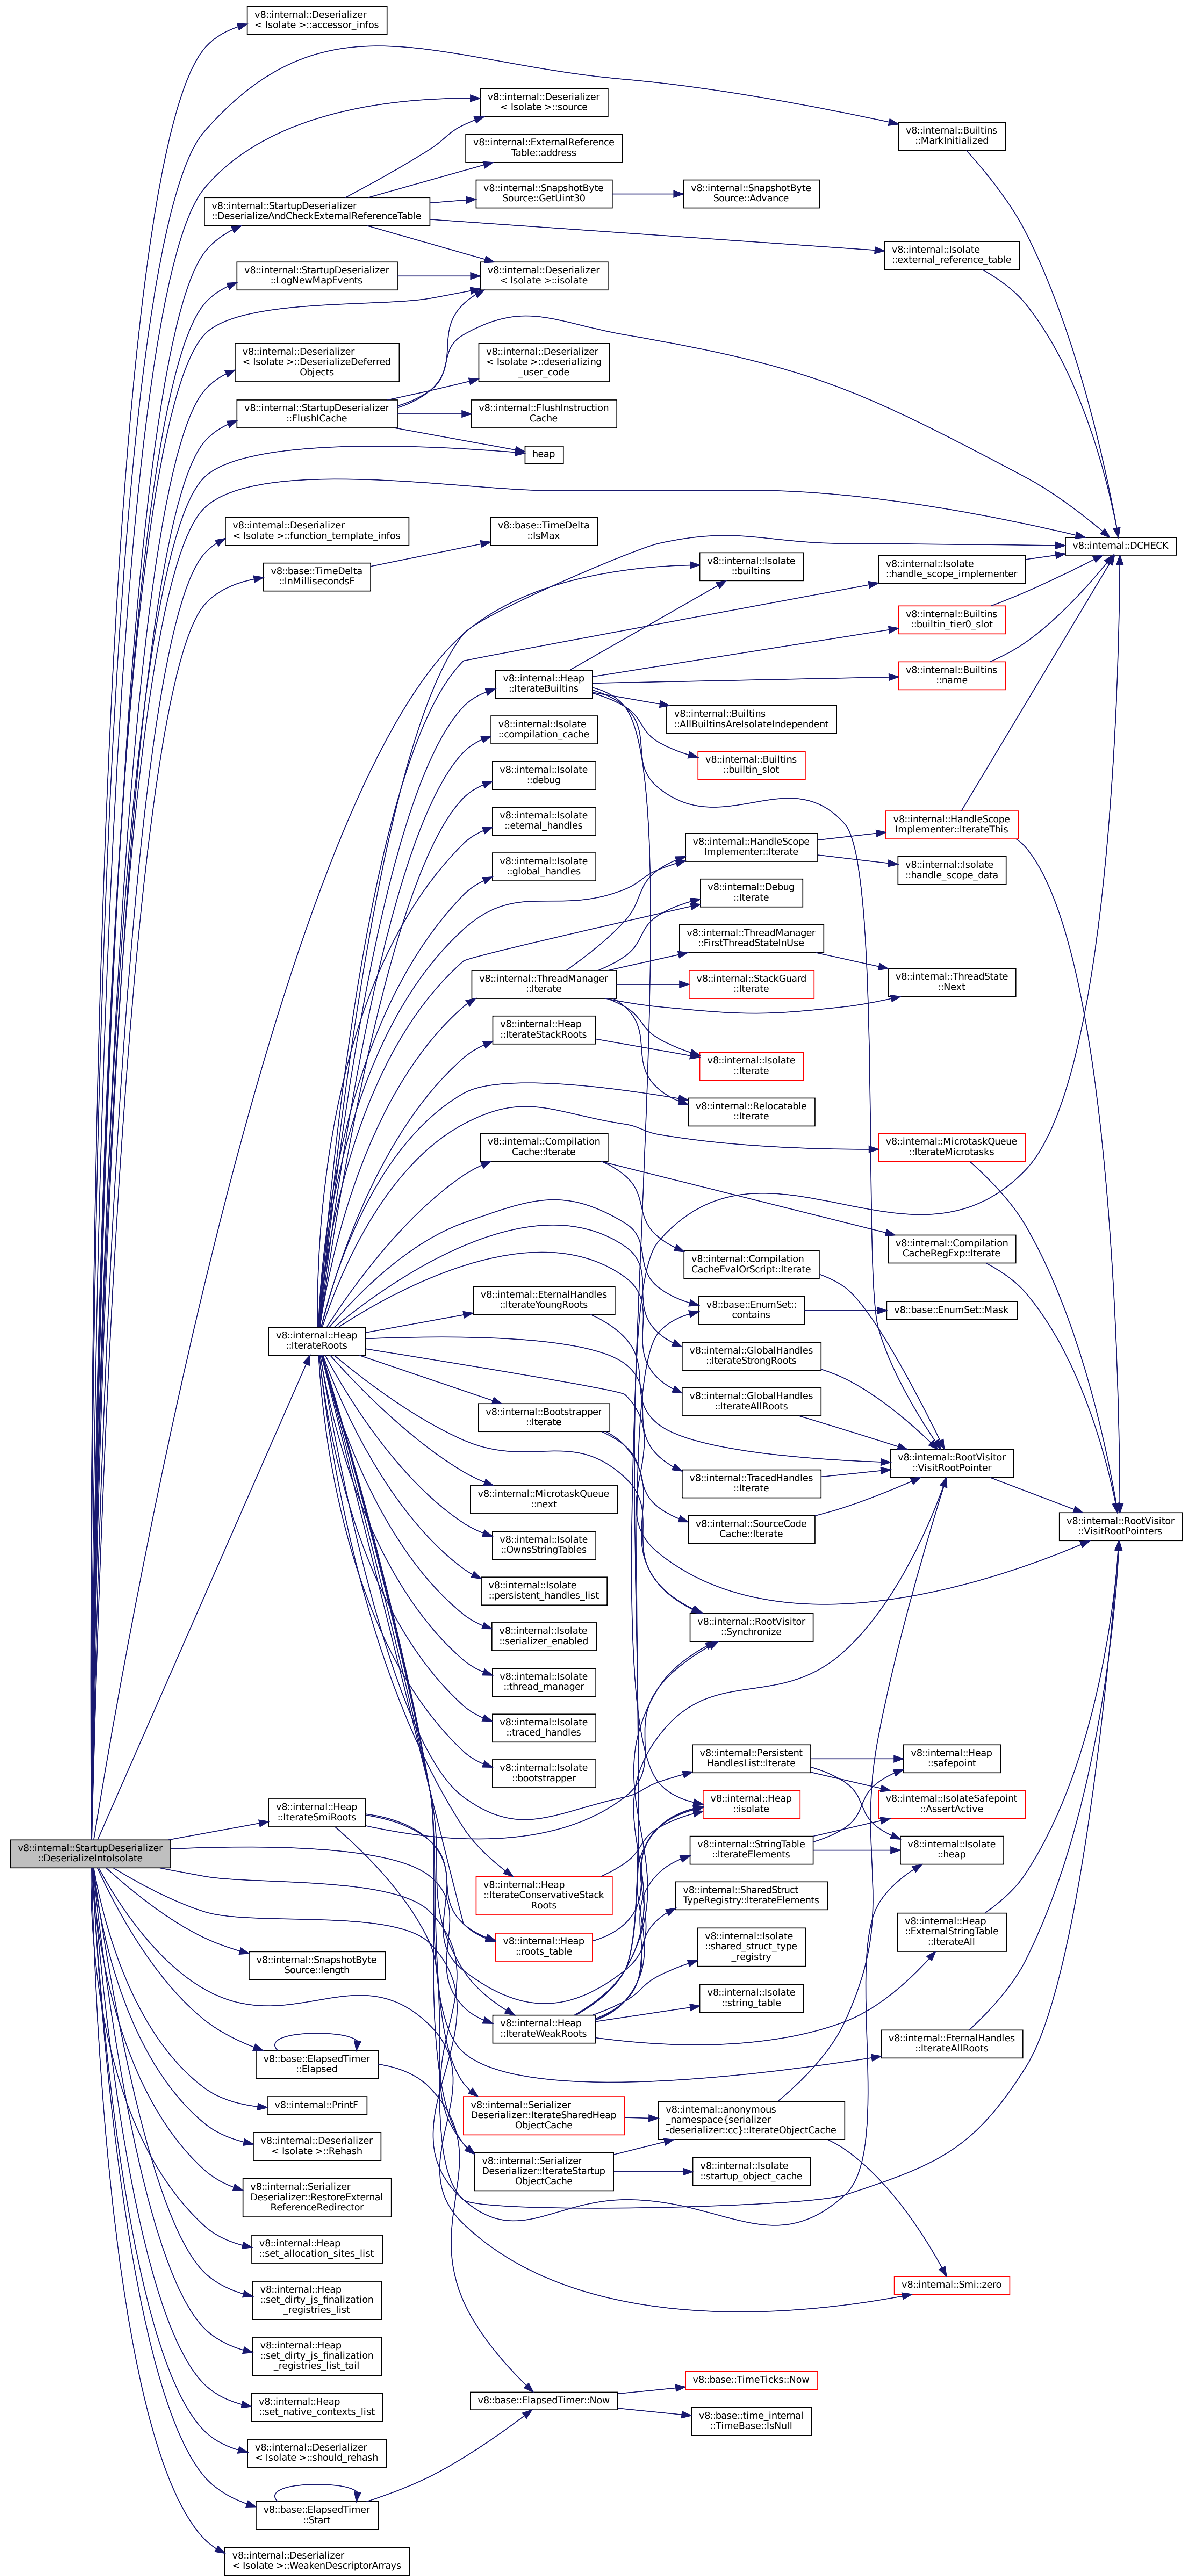 v8::internal::Deserializer
< Isolate >::accessor_infos
v8::internal::Deserializer
< Isolate >::source
v8::internal::Builtins
::MarkInitialized
v8::internal::ExternalReference
Table::address
v8::internal::SnapshotByte
Source::GetUint30
v8::internal::SnapshotByte
Source::Advance
v8::internal::StartupDeserializer
::DeserializeAndCheckExternalReferenceTable
v8::internal::Isolate
::external_reference_table
v8::internal::StartupDeserializer
::LogNewMapEvents
v8::internal::Deserializer
< Isolate >::isolate
v8::internal::Deserializer
< Isolate >::DeserializeDeferred
Objects
v8::internal::Deserializer
< Isolate >::deserializing
_user_code
v8::internal::StartupDeserializer
::FlushICache
v8::internal::FlushInstruction
Cache
heap
v8::internal::Deserializer
< Isolate >::function_template_infos
v8::base::TimeDelta
::IsMax
v8::internal::DCHECK
v8::base::TimeDelta
::InMillisecondsF
v8::internal::Isolate
::builtins
v8::internal::Isolate
::handle_scope_implementer
v8::internal::Builtins
::builtin_tier0_slot
v8::internal::Heap
::IterateBuiltins
v8::internal::Builtins
::name
v8::internal::Builtins
::AllBuiltinsAreIsolateIndependent
v8::internal::Isolate
::compilation_cache
v8::internal::Builtins
::builtin_slot
v8::internal::Isolate
::debug
v8::internal::Isolate
::eternal_handles
v8::internal::HandleScope
Implementer::IterateThis
v8::internal::HandleScope
Implementer::Iterate
v8::internal::Isolate
::global_handles
v8::internal::Isolate
::handle_scope_data
v8::internal::Debug
::Iterate
v8::internal::ThreadManager
::FirstThreadStateInUse
v8::internal::ThreadManager
::Iterate
v8::internal::StackGuard
::Iterate
v8::internal::ThreadState
::Next
v8::internal::Heap
::IterateStackRoots
v8::internal::Isolate
::Iterate
v8::internal::Relocatable
::Iterate
v8::internal::Compilation
Cache::Iterate
v8::internal::MicrotaskQueue
::IterateMicrotasks
v8::internal::Compilation
CacheRegExp::Iterate
v8::internal::Compilation
CacheEvalOrScript::Iterate
v8::internal::EternalHandles
::IterateYoungRoots
v8::base::EnumSet::
contains
v8::base::EnumSet::Mask
v8::internal::Heap
::IterateRoots
v8::internal::GlobalHandles
::IterateStrongRoots
v8::internal::GlobalHandles
::IterateAllRoots
v8::internal::Bootstrapper
::Iterate
v8::internal::RootVisitor
::VisitRootPointer
v8::internal::TracedHandles
::Iterate
v8::internal::MicrotaskQueue
::next
v8::internal::SourceCode
Cache::Iterate
v8::internal::RootVisitor
::VisitRootPointers
v8::internal::Isolate
::OwnsStringTables
v8::internal::Isolate
::persistent_handles_list
v8::internal::Isolate
::serializer_enabled
v8::internal::RootVisitor
::Synchronize
v8::internal::Isolate
::thread_manager
v8::internal::Isolate
::traced_handles
v8::internal::Isolate
::bootstrapper
v8::internal::Persistent
HandlesList::Iterate
v8::internal::Heap
::safepoint
v8::internal::Heap
::isolate
v8::internal::IsolateSafepoint
::AssertActive
v8::internal::Heap
::IterateSmiRoots
v8::internal::StartupDeserializer
::DeserializeIntoIsolate
v8::internal::StringTable
::IterateElements
v8::internal::Isolate
::heap
v8::internal::Heap
::IterateConservativeStack
Roots
v8::internal::SharedStruct
TypeRegistry::IterateElements
v8::internal::Heap
::ExternalStringTable
::IterateAll
v8::internal::Heap
::roots_table
v8::internal::Isolate
::shared_struct_type
_registry
v8::internal::SnapshotByte
Source::length
v8::internal::Isolate
::string_table
v8::internal::Heap
::IterateWeakRoots
v8::internal::EternalHandles
::IterateAllRoots
v8::base::ElapsedTimer
::Elapsed
v8::internal::PrintF
v8::internal::Serializer
Deserializer::IterateSharedHeap
ObjectCache
v8::internal::anonymous
_namespace{serializer
-deserializer::cc}::IterateObjectCache
v8::internal::Deserializer
< Isolate >::Rehash
v8::internal::Serializer
Deserializer::IterateStartup
ObjectCache
v8::internal::Isolate
::startup_object_cache
v8::internal::Serializer
Deserializer::RestoreExternal
ReferenceRedirector
v8::internal::Heap
::set_allocation_sites_list
v8::internal::Smi::zero
v8::internal::Heap
::set_dirty_js_finalization
_registries_list
v8::internal::Heap
::set_dirty_js_finalization
_registries_list_tail
v8::base::TimeTicks::Now
v8::base::ElapsedTimer::Now
v8::internal::Heap
::set_native_contexts_list
v8::base::time_internal
::TimeBase::IsNull
v8::internal::Deserializer
< Isolate >::should_rehash
v8::base::ElapsedTimer
::Start
v8::internal::Deserializer
< Isolate >::WeakenDescriptorArrays